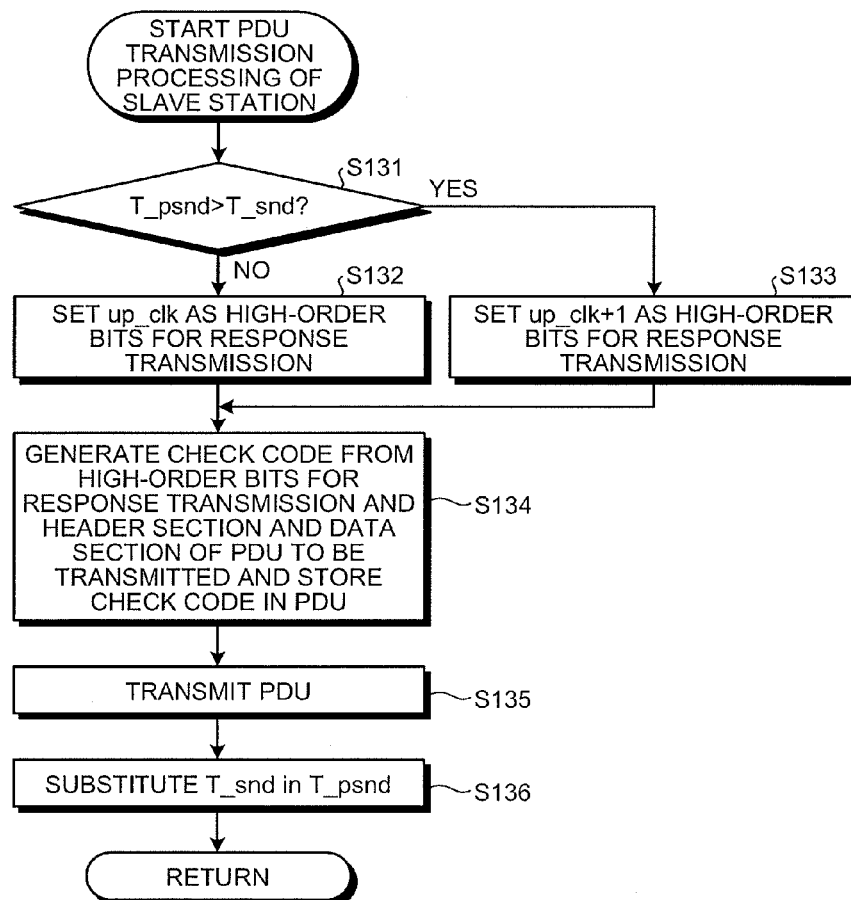 START PDU
TRANSMISSION
PROCESSING OF
SLAVE STATION
S131
T_psnd>T_snd?
YES
NO
S132
SET up_clk AS HIGH-ORDER
BITS FOR RESPONSE
TRANSMISSION
S133
SET up_clk+1 AS HIGH-ORDER
BITS FOR RESPONSE
TRANSMISSION
GENERATE CHECK CODE FROM
HIGH-ORDER BITS FOR
RESPONSE TRANSMISSION AND
HEADER SECTION AND DATA
SECTION OF PDU TO BE
TRANSMITTED AND STORE
CHECK CODE IN PDU
S134
TRANSMIT PDU
S135
SUBSTITUTE T_snd in T_psnd
S136
RETURN